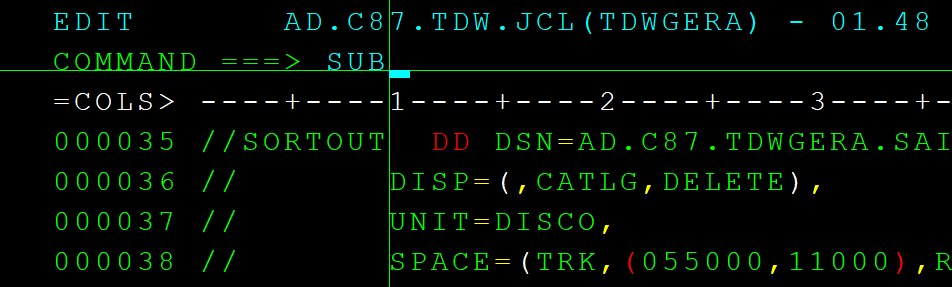 EDIT       AD.C87.TDW.JCL(TDWGERA) - 01.48
COMMAND ===> SUB
=COLS> ----+----1----+----2----+----3----+-
000035 //SORTOUT  DD DSN=AD.C87.TDWGERA.SAI
000036 //       DISP=(,CATLG,DELETE),
000037 //       UNIT=DISCO,
000038 //       SPACE=(TRK,(055000,11000),R